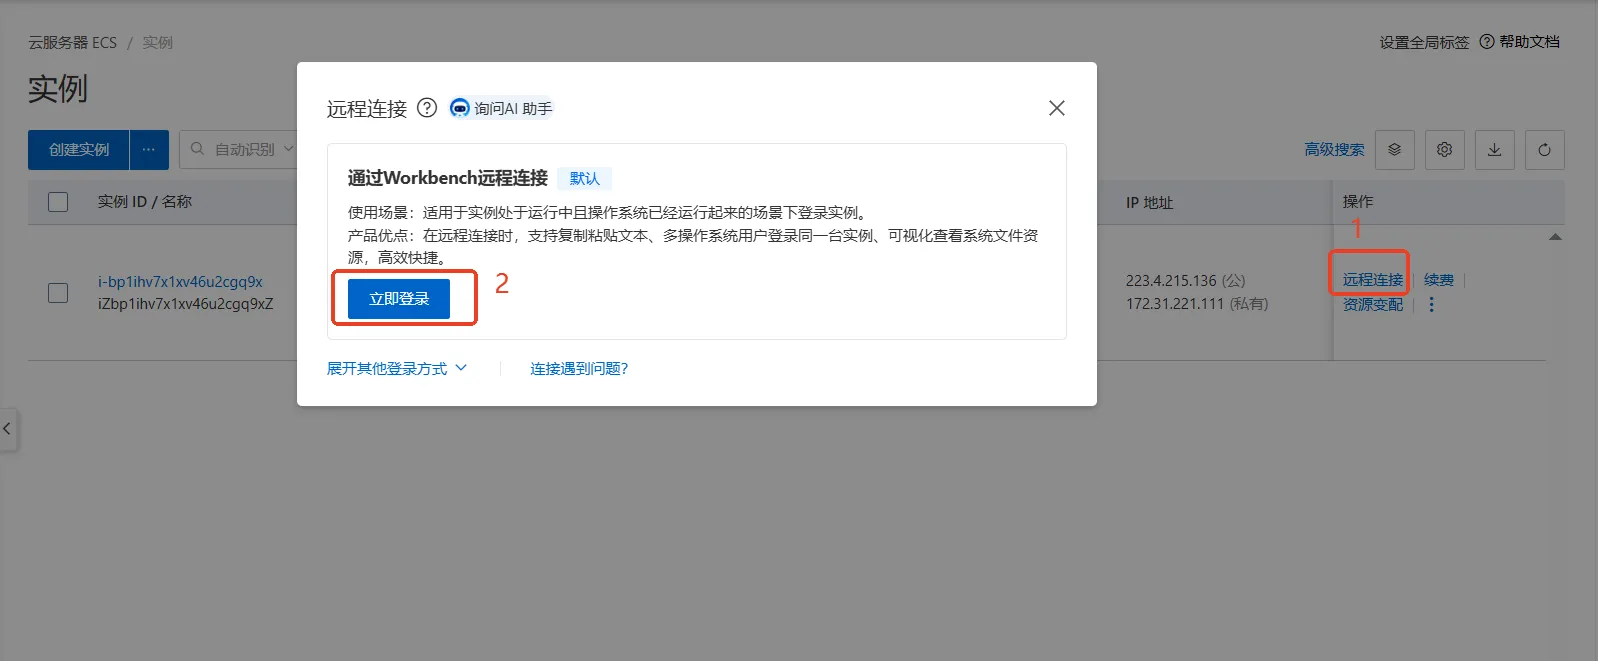 云服务器 ECS / 实例
设置全局标签 帮助文档
实例
远程连接 询问AI 助手
创建实例 ··· 自动识别
高级搜索
通过Workbench远程连接 默认
实例 ID / 名称
IP 地址
操作
使用场景：适用于实例处于运行中且操作系统已经运行起来的场景下登录实例。
产品优点：在远程连接时，支持复制粘贴文本、多操作系统用户登录同一台实例、可视化查看系统文件资
源，高效快捷。
1
i-bp1ihv7x1xv46u2cgq9x
iZbp1ihv7x1xv46u2cgq9xZ
立即登录
2
223.4.215.136 (公)
172.31.221.111 (私有)
远程连接 续费
资源变配
展开其他登录方式
连接遇到问题?